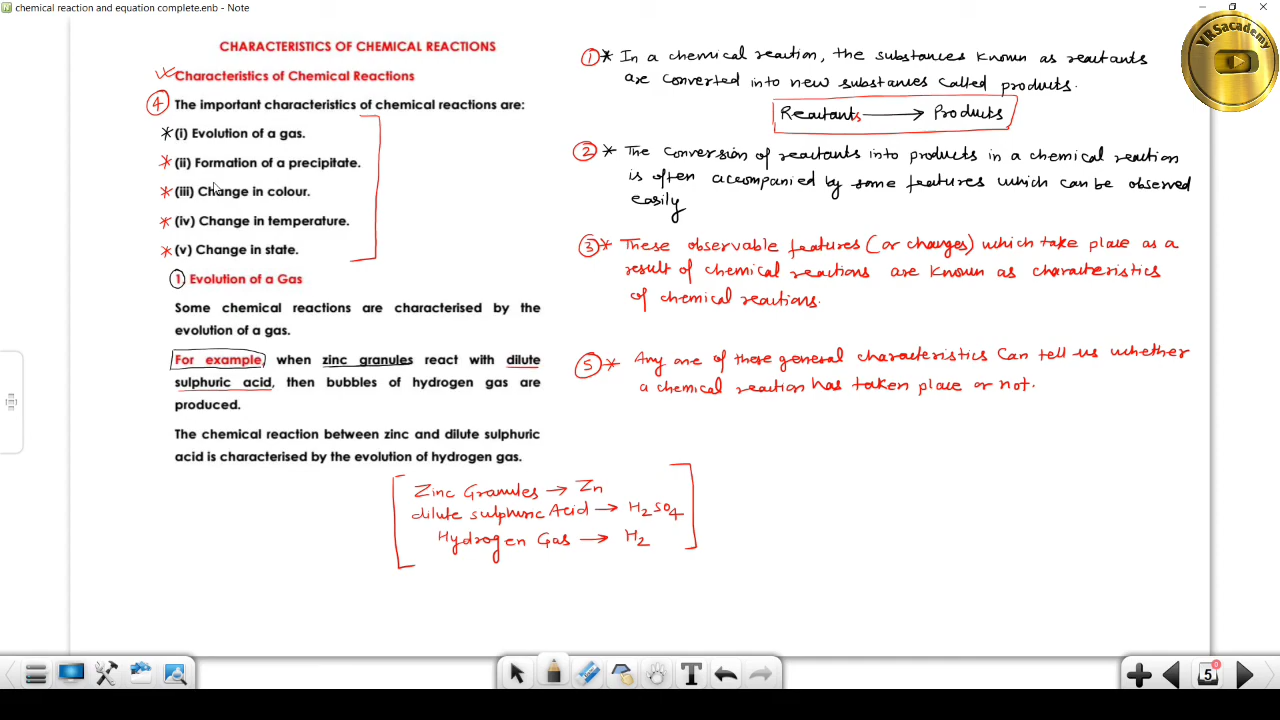 chemical reaction and equation complete.enb - Note
YRSacademy
CHARACTERISTICS OF CHEMICAL REACTIONS
Characteristics of Chemical Reactions
4 The important characteristics of chemical reactions are:
* (i) Evolution of a gas.
* (ii) Formation of a precipitate.
* (iii) Change in colour.
* (iv) Change in temperature.
* (v) Change in state.
1 Evolution of a Gas
Some chemical reactions are characterised by the
evolution of a gas.
For example, when zinc granules react with dilute
sulphuric acid, then bubbles of hydrogen gas are
produced.
The chemical reaction between zinc and dilute sulphuric
acid is characterised by the evolution of hydrogen gas.
Zinc Granules → Zn
dilute sulphuric Acid → H2SO4
Hydrogen Gas → H2
1 * In a chemical reaction, the substances known as reactants
are converted into new substances called products.
Reactants → Products
2 * The conversion of reactants into products in a chemical reaction
is often accompanied by some features which can be observed
easily
3 * These observable features (or changes) which take place as a
result of chemical reactions are known as characteristics
of chemical reactions.
5 * Any one of these general characteristics can tell us whether
a chemical reaction has taken place or not.
T
5